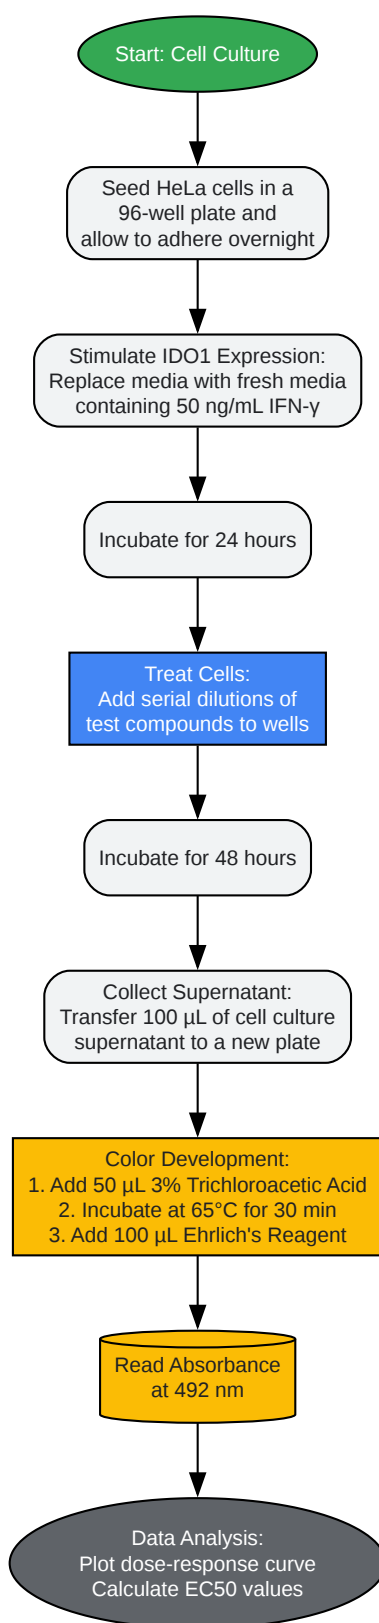 Start: Cell Culture
Seed HeLa cells in a
96-well plate and
allow to adhere overnight
Stimulate IDO1 Expression:
Replace media with fresh media
containing 50 ng/mL IFN-γ
Incubate for 24 hours
Treat Cells:
Add serial dilutions of
test compounds to wells
Incubate for 48 hours
Collect Supernatant:
Transfer 100 µL of cell culture
supernatant to a new plate
Color Development:
1. Add 50 µL 3% Trichloroacetic Acid
2. Incubate at 65°C for 30 min
3. Add 100 µL Ehrlich's Reagent
Read Absorbance
at 492 nm
Data Analysis:
Plot dose-response curve
Calculate EC50 values